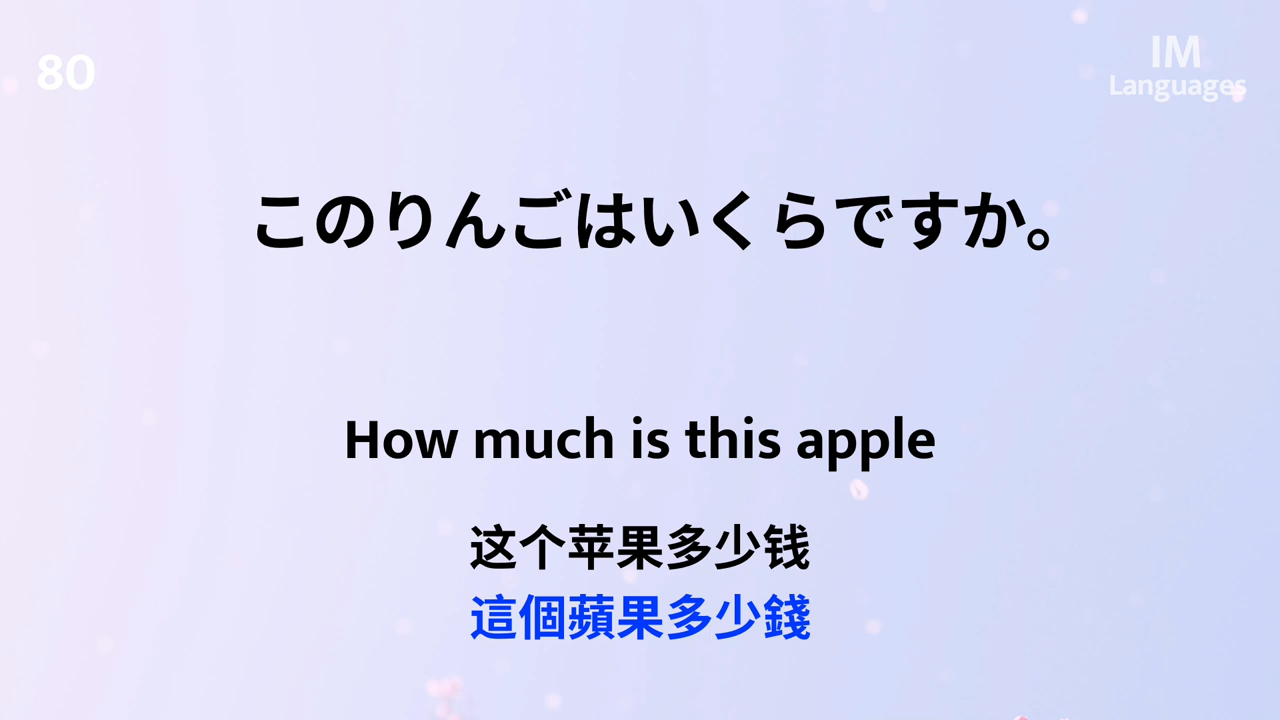 80
IM
Languages
このりんごはいくらですか。
How much is this apple
这个苹果多少钱
這個蘋果多少錢